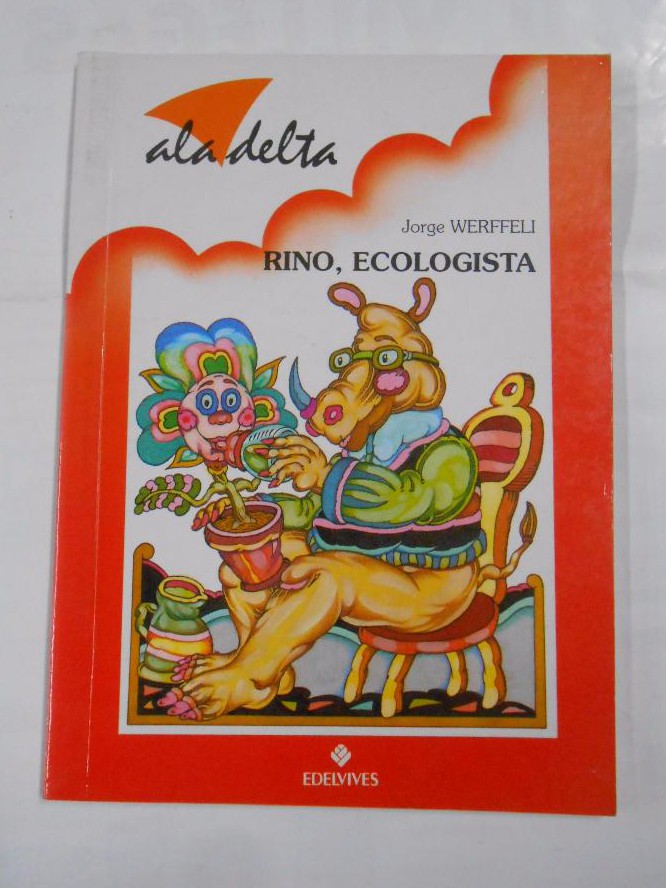 ala delta
Jorge WERFFELI
RINO, ECOLOGISTA
EDELVIVES